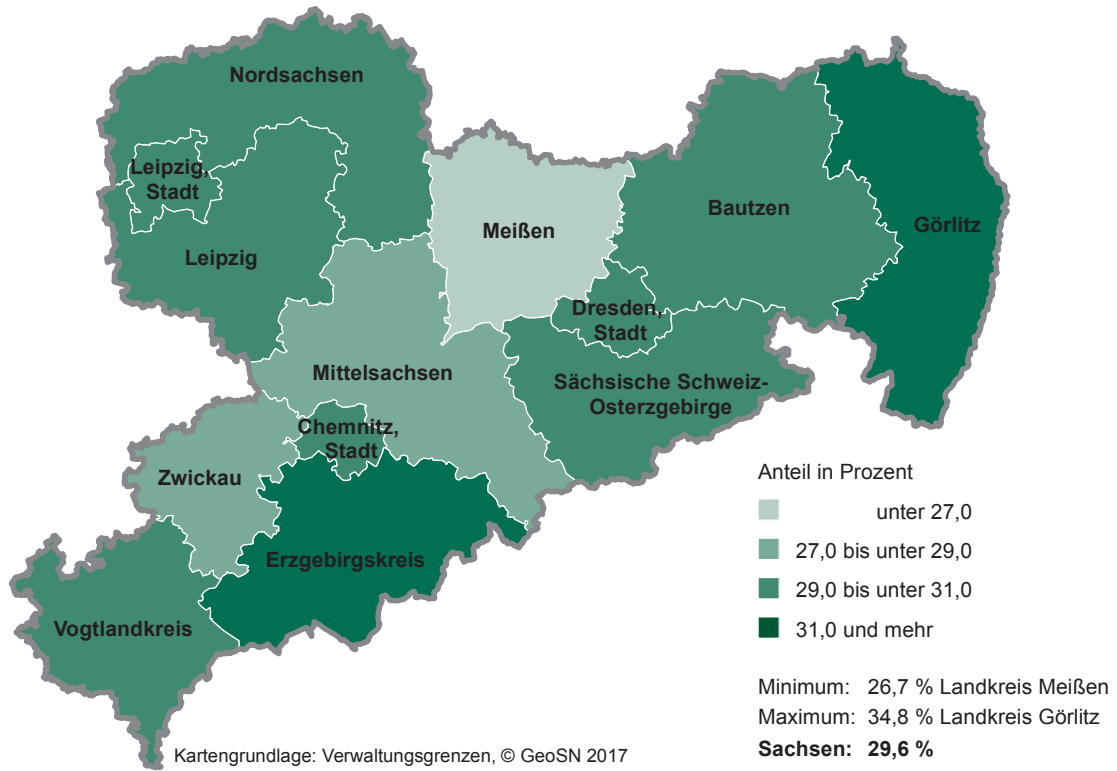 Nordsachsen
Leipzig,
Stadt
Leipzig
Meißen
Bautzen
Görlitz
Dresden,
Stadt
Mittelsachsen
Sächsische Schweiz-
Osterzgebirge
Chemnitz,
Stadt
Zwickau
Erzgebirgskreis
Vogtlandkreis
Anteil in Prozent
unter 27,0
27,0 bis unter 29,0
29,0 bis unter 31,0
31,0 und mehr
Minimum: 26,7 % Landkreis Meißen
Maximum: 34,8 % Landkreis Görlitz
Sachsen: 29,6 %
Kartengrundlage: Verwaltungsgrenzen, © GeoSN 2017